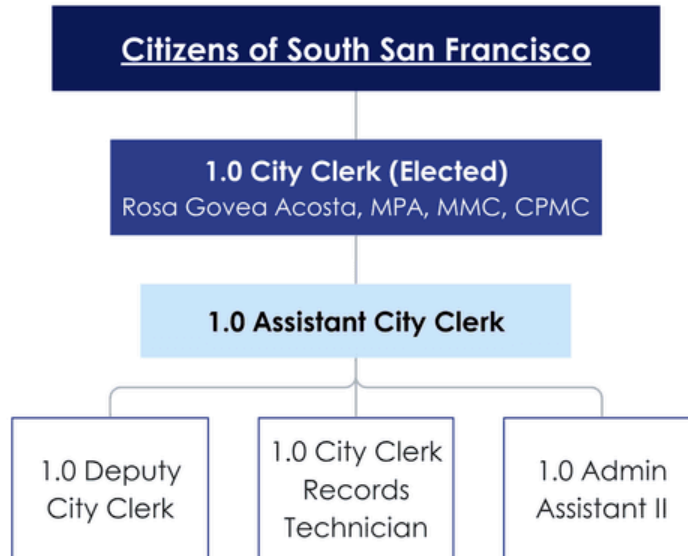 Citizens of South San Francisco
1.0 City Clerk (Elected)
Rosa Govea Acosta, MPA, MMC, CPMC
1.0 Assistant City Clerk
1.0 Deputy
City Clerk
1.0 City Clerk
Records
Technician
1.0 Admin
Assistant II